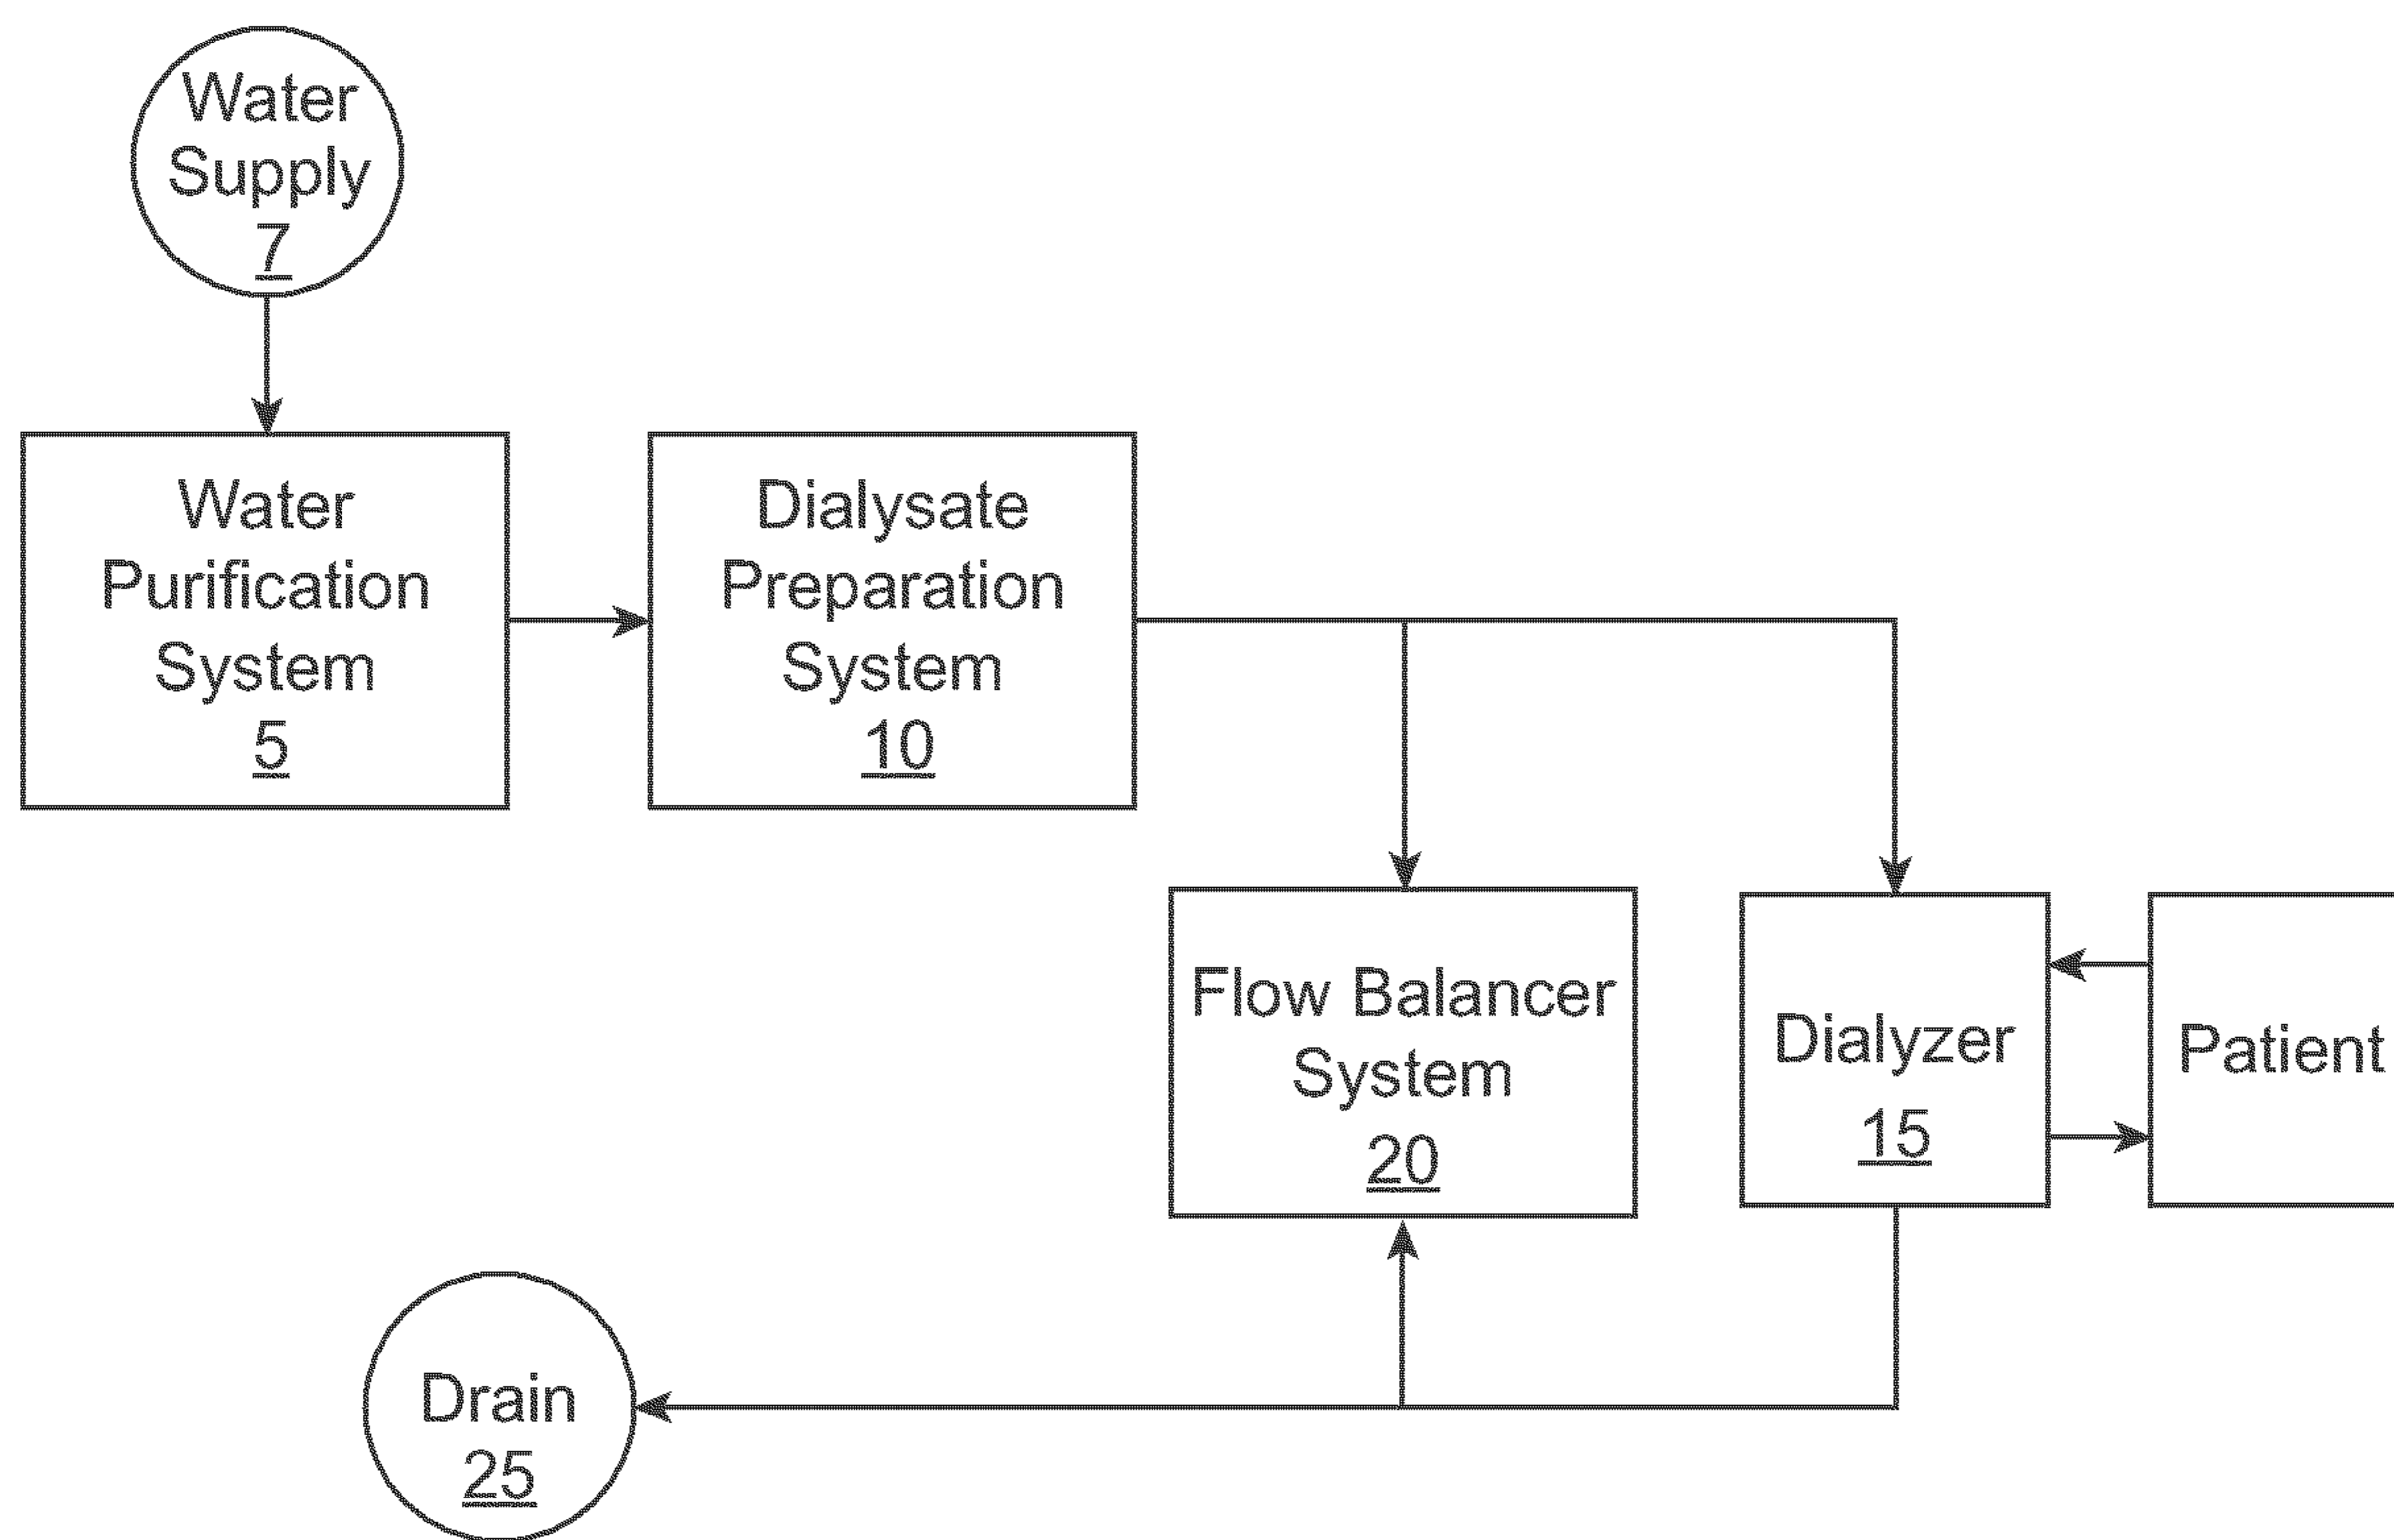 Water
Supply
7
Water
Purification
System
5
Dialysate
Preparation
System
10
Flow Balancer
System
20
Dialyzer
15
Patient
Drain
25